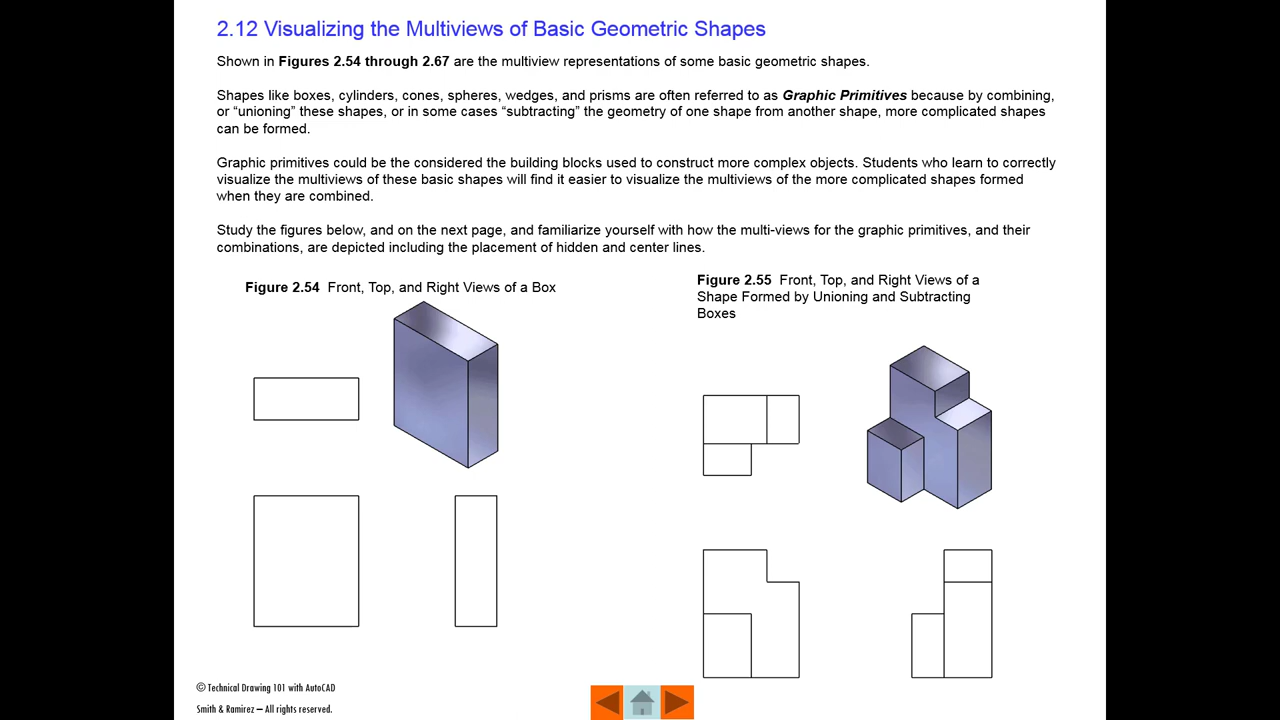 2.12 Visualizing the Multiviews of Basic Geometric Shapes
Shown in Figures 2.54 through 2.67 are the multiview representations of some basic geometric shapes.
Shapes like boxes, cylinders, cones, spheres, wedges, and prisms are often referred to as Graphic Primitives because by combining,
or “unioning” these shapes, or in some cases “subtracting” the geometry of one shape from another shape, more complicated shapes
can be formed.
Graphic primitives could be the considered the building blocks used to construct more complex objects. Students who learn to correctly
visualize the multiviews of these basic shapes will find it easier to visualize the multiviews of the more complicated shapes formed
when they are combined.
Study the figures below, and on the next page, and familiarize yourself with how the multi-views for the graphic primitives, and their
combinations, are depicted including the placement of hidden and center lines.
Figure 2.54 Front, Top, and Right Views of a Box
Figure 2.55 Front, Top, and Right Views of a
Shape Formed by Unioning and Subtracting
Boxes
© Technical Drawing 101 with AutoCAD
Smith & Ramirez – All rights reserved.